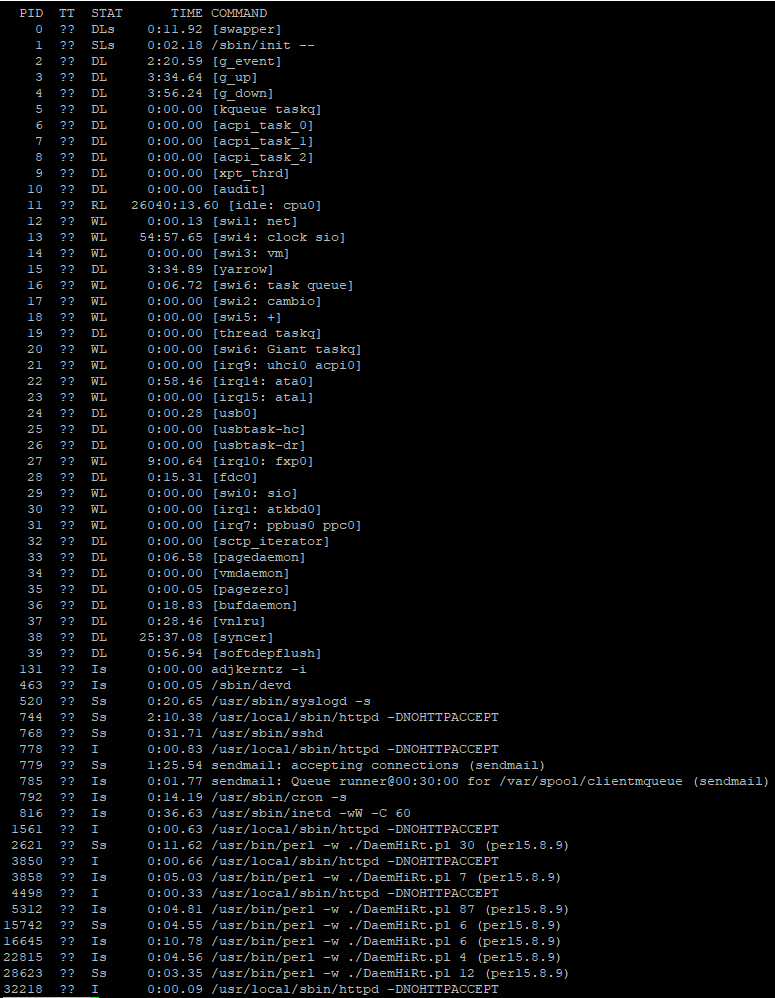 PID TT STAT TIME COMMAND
0 ?? DLs 0:11.92 [swapper]
1 ?? SLs 0:02.18 /sbin/init --
2 ?? DL 2:20.59 [g_event]
3 ?? DL 3:34.64 [g_up]
4 ?? DL 3:56.24 [g_down]
5 ?? DL 0:00.00 [kqueue taskq]
6 ?? DL 0:00.00 [acpi_task_0]
7 ?? DL 0:00.00 [acpi_task_1]
8 ?? DL 0:00.00 [acpi_task_2]
9 ?? DL 0:00.00 [xpt_thrd]
10 ?? DL 0:00.00 [audit]
11 ?? RL 26040:13.60 [idle: cpu0]
12 ?? WL 0:00.13 [swi1: net]
13 ?? WL 54:57.65 [swi4: clock sio]
14 ?? WL 0:00.00 [swi3: vm]
15 ?? DL 3:34.89 [yarrow]
16 ?? WL 0:06.72 [swi6: task queue]
17 ?? WL 0:00.00 [swi2: cambio]
18 ?? WL 0:00.00 [swi5: +]
19 ?? DL 0:00.00 [thread taskq]
20 ?? WL 0:00.00 [swi6: Giant taskq]
21 ?? WL 0:00.00 [irq9: uhci0 acpi0]
22 ?? WL 0:58.46 [irq14: ata0]
23 ?? WL 0:00.00 [irq15: ata1]
24 ?? DL 0:00.28 [usb0]
25 ?? DL 0:00.00 [usbtask-hc]
26 ?? DL 0:00.00 [usbtask-dr]
27 ?? WL 9:00.64 [irq10: fxp0]
28 ?? DL 0:15.31 [fdc0]
29 ?? WL 0:00.00 [swi0: sio]
30 ?? WL 0:00.00 [irq1: atkbd0]
31 ?? WL 0:00.00 [irq7: ppbus0 ppc0]
32 ?? DL 0:00.00 [sctp_iterator]
33 ?? DL 0:06.58 [pagedaemon]
34 ?? DL 0:00.00 [vmdaemon]
35 ?? DL 0:00.05 [pagezero]
36 ?? DL 0:18.83 [bufdaemon]
37 ?? DL 0:28.46 [vnlru]
38 ?? DL 25:37.08 [syncer]
39 ?? DL 0:56.94 [softdepflush]
131 ?? Is 0:00.00 adjkerntz -i
463 ?? Is 0:00.05 /sbin/devd
520 ?? Ss 0:20.65 /usr/sbin/syslogd -s
744 ?? Ss 2:10.38 /usr/local/sbin/httpd -DNOHTTPACCEPT
768 ?? Ss 0:31.71 /usr/sbin/sshd
778 ?? I 0:00.83 /usr/local/sbin/httpd -DNOHTTPACCEPT
779 ?? Ss 1:25.54 sendmail: accepting connections (sendmail)
785 ?? Is 0:01.77 sendmail: Queue runner@00:30:00 for /var/spool/clientmqueue (sendmail)
792 ?? Is 0:14.19 /usr/sbin/cron -s
816 ?? Is 0:36.63 /usr/sbin/inetd -wW -C 60
1561 ?? I 0:00.63 /usr/local/sbin/httpd -DNOHTTPACCEPT
2621 ?? Ss 0:11.62 /usr/bin/perl -w ./DaemHiRt.pl 30 (perl5.8.9)
3850 ?? I 0:00.66 /usr/local/sbin/httpd -DNOHTTPACCEPT
3858 ?? Is 0:05.03 /usr/bin/perl -w ./DaemHiRt.pl 7 (perl5.8.9)
4498 ?? I 0:00.33 /usr/local/sbin/httpd -DNOHTTPACCEPT
5312 ?? Is 0:04.81 /usr/bin/perl -w ./DaemHiRt.pl 87 (perl5.8.9)
15742 ?? Ss 0:04.55 /usr/bin/perl -w ./DaemHiRt.pl 6 (perl5.8.9)
16645 ?? Is 0:10.78 /usr/bin/perl -w ./DaemHiRt.pl 6 (perl5.8.9)
22815 ?? Is 0:04.56 /usr/bin/perl -w ./DaemHiRt.pl 4 (perl5.8.9)
28623 ?? Ss 0:03.35 /usr/bin/perl -w ./DaemHiRt.pl 12 (perl5.8.9)
32218 ?? I 0:00.09 /usr/local/sbin/httpd -DNOHTTPACCEPT